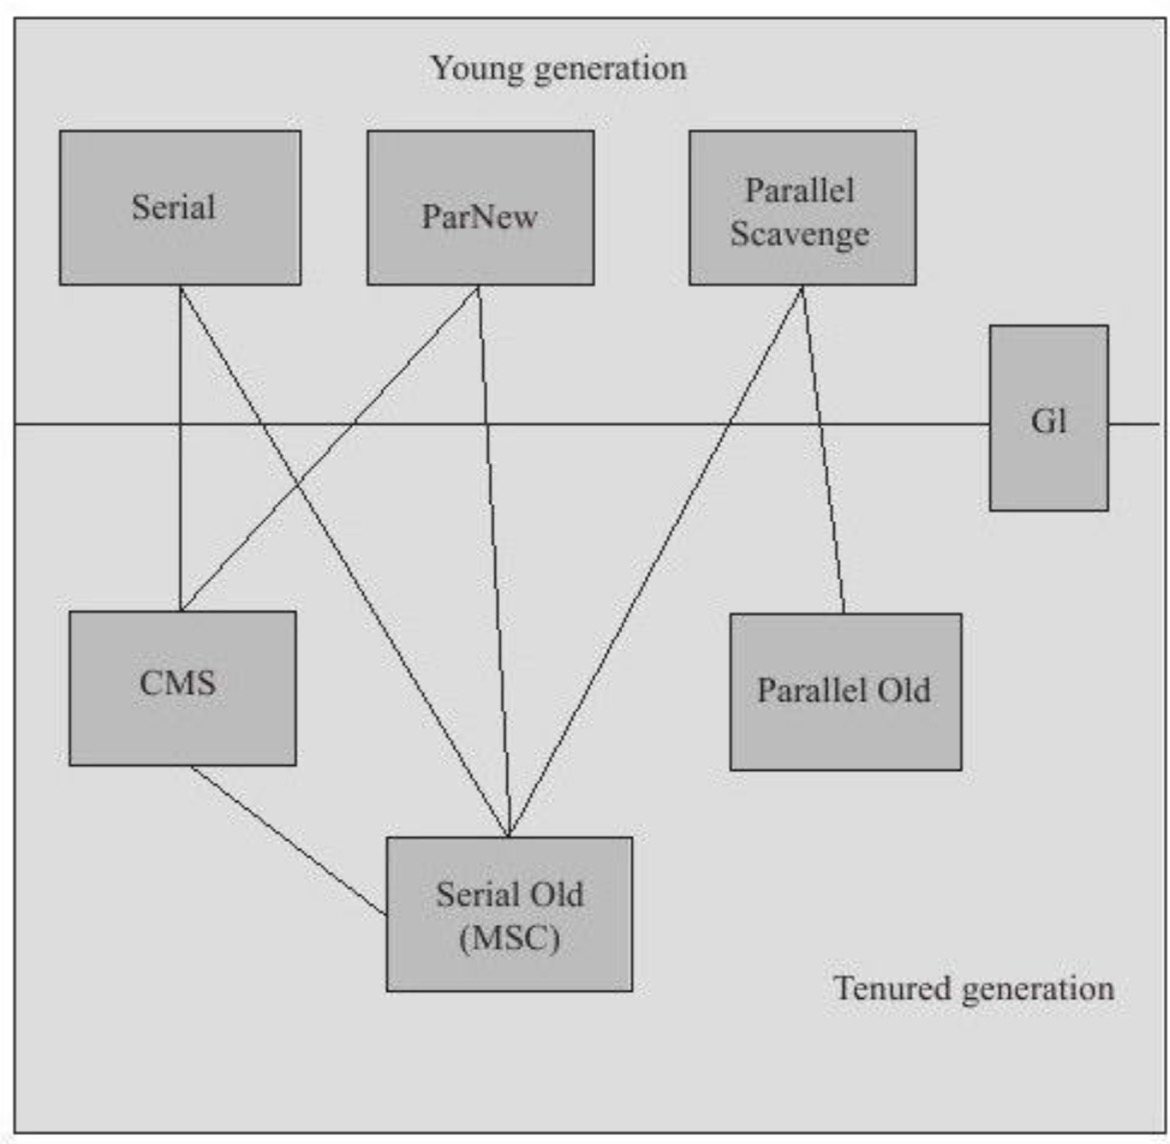 Young generation
Serial
ParNew
Parallel
Scavenge
Gl
CMS
Parallel Old
Serial Old
(MSC)
Tenured generation